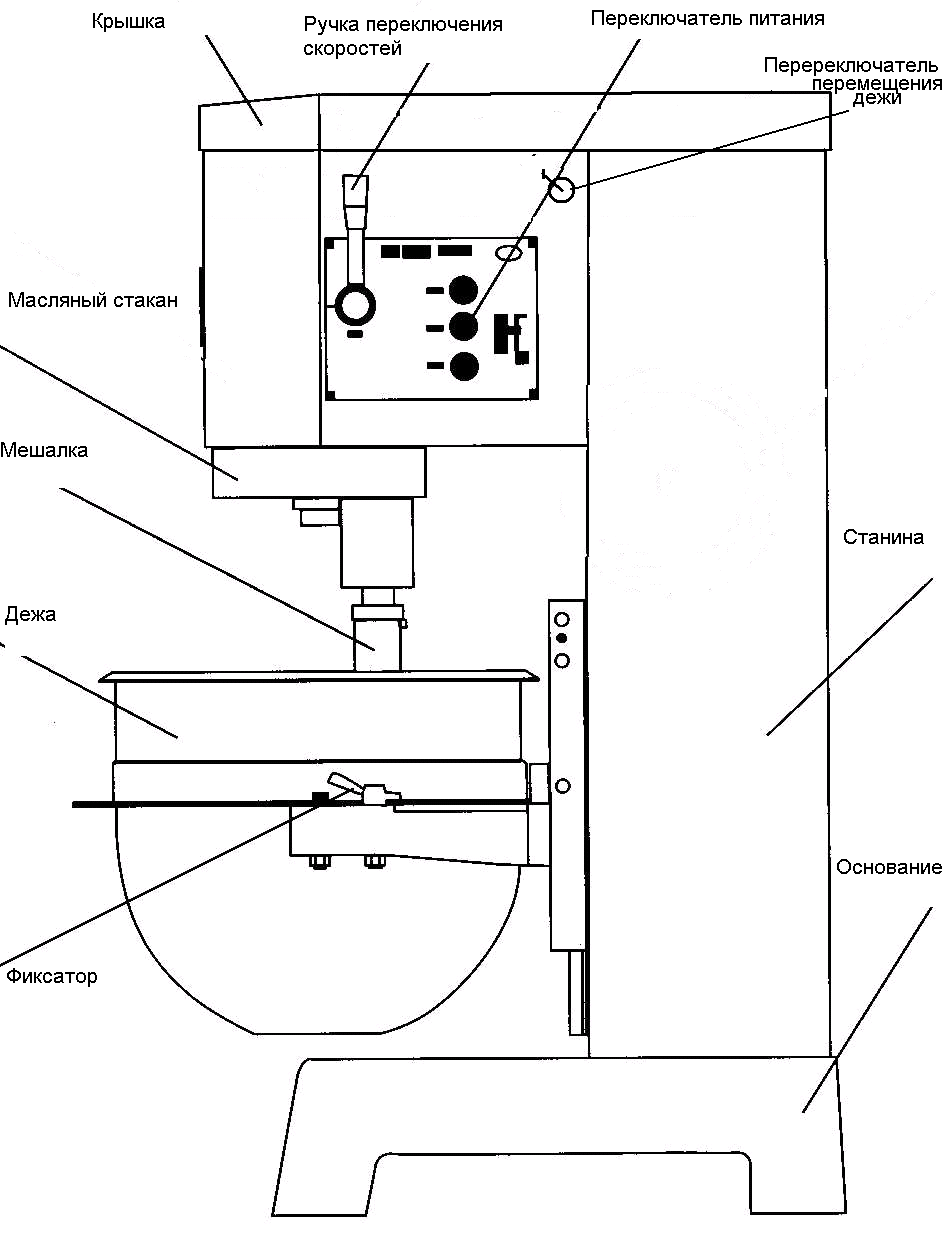 Крышка
Ручка переключения
скоростей
Переключатель питания
Перереключатель
перемещения
дежи
Масляный стакан
Мешалка
Станина
Дежа
Основание
Фиксатор